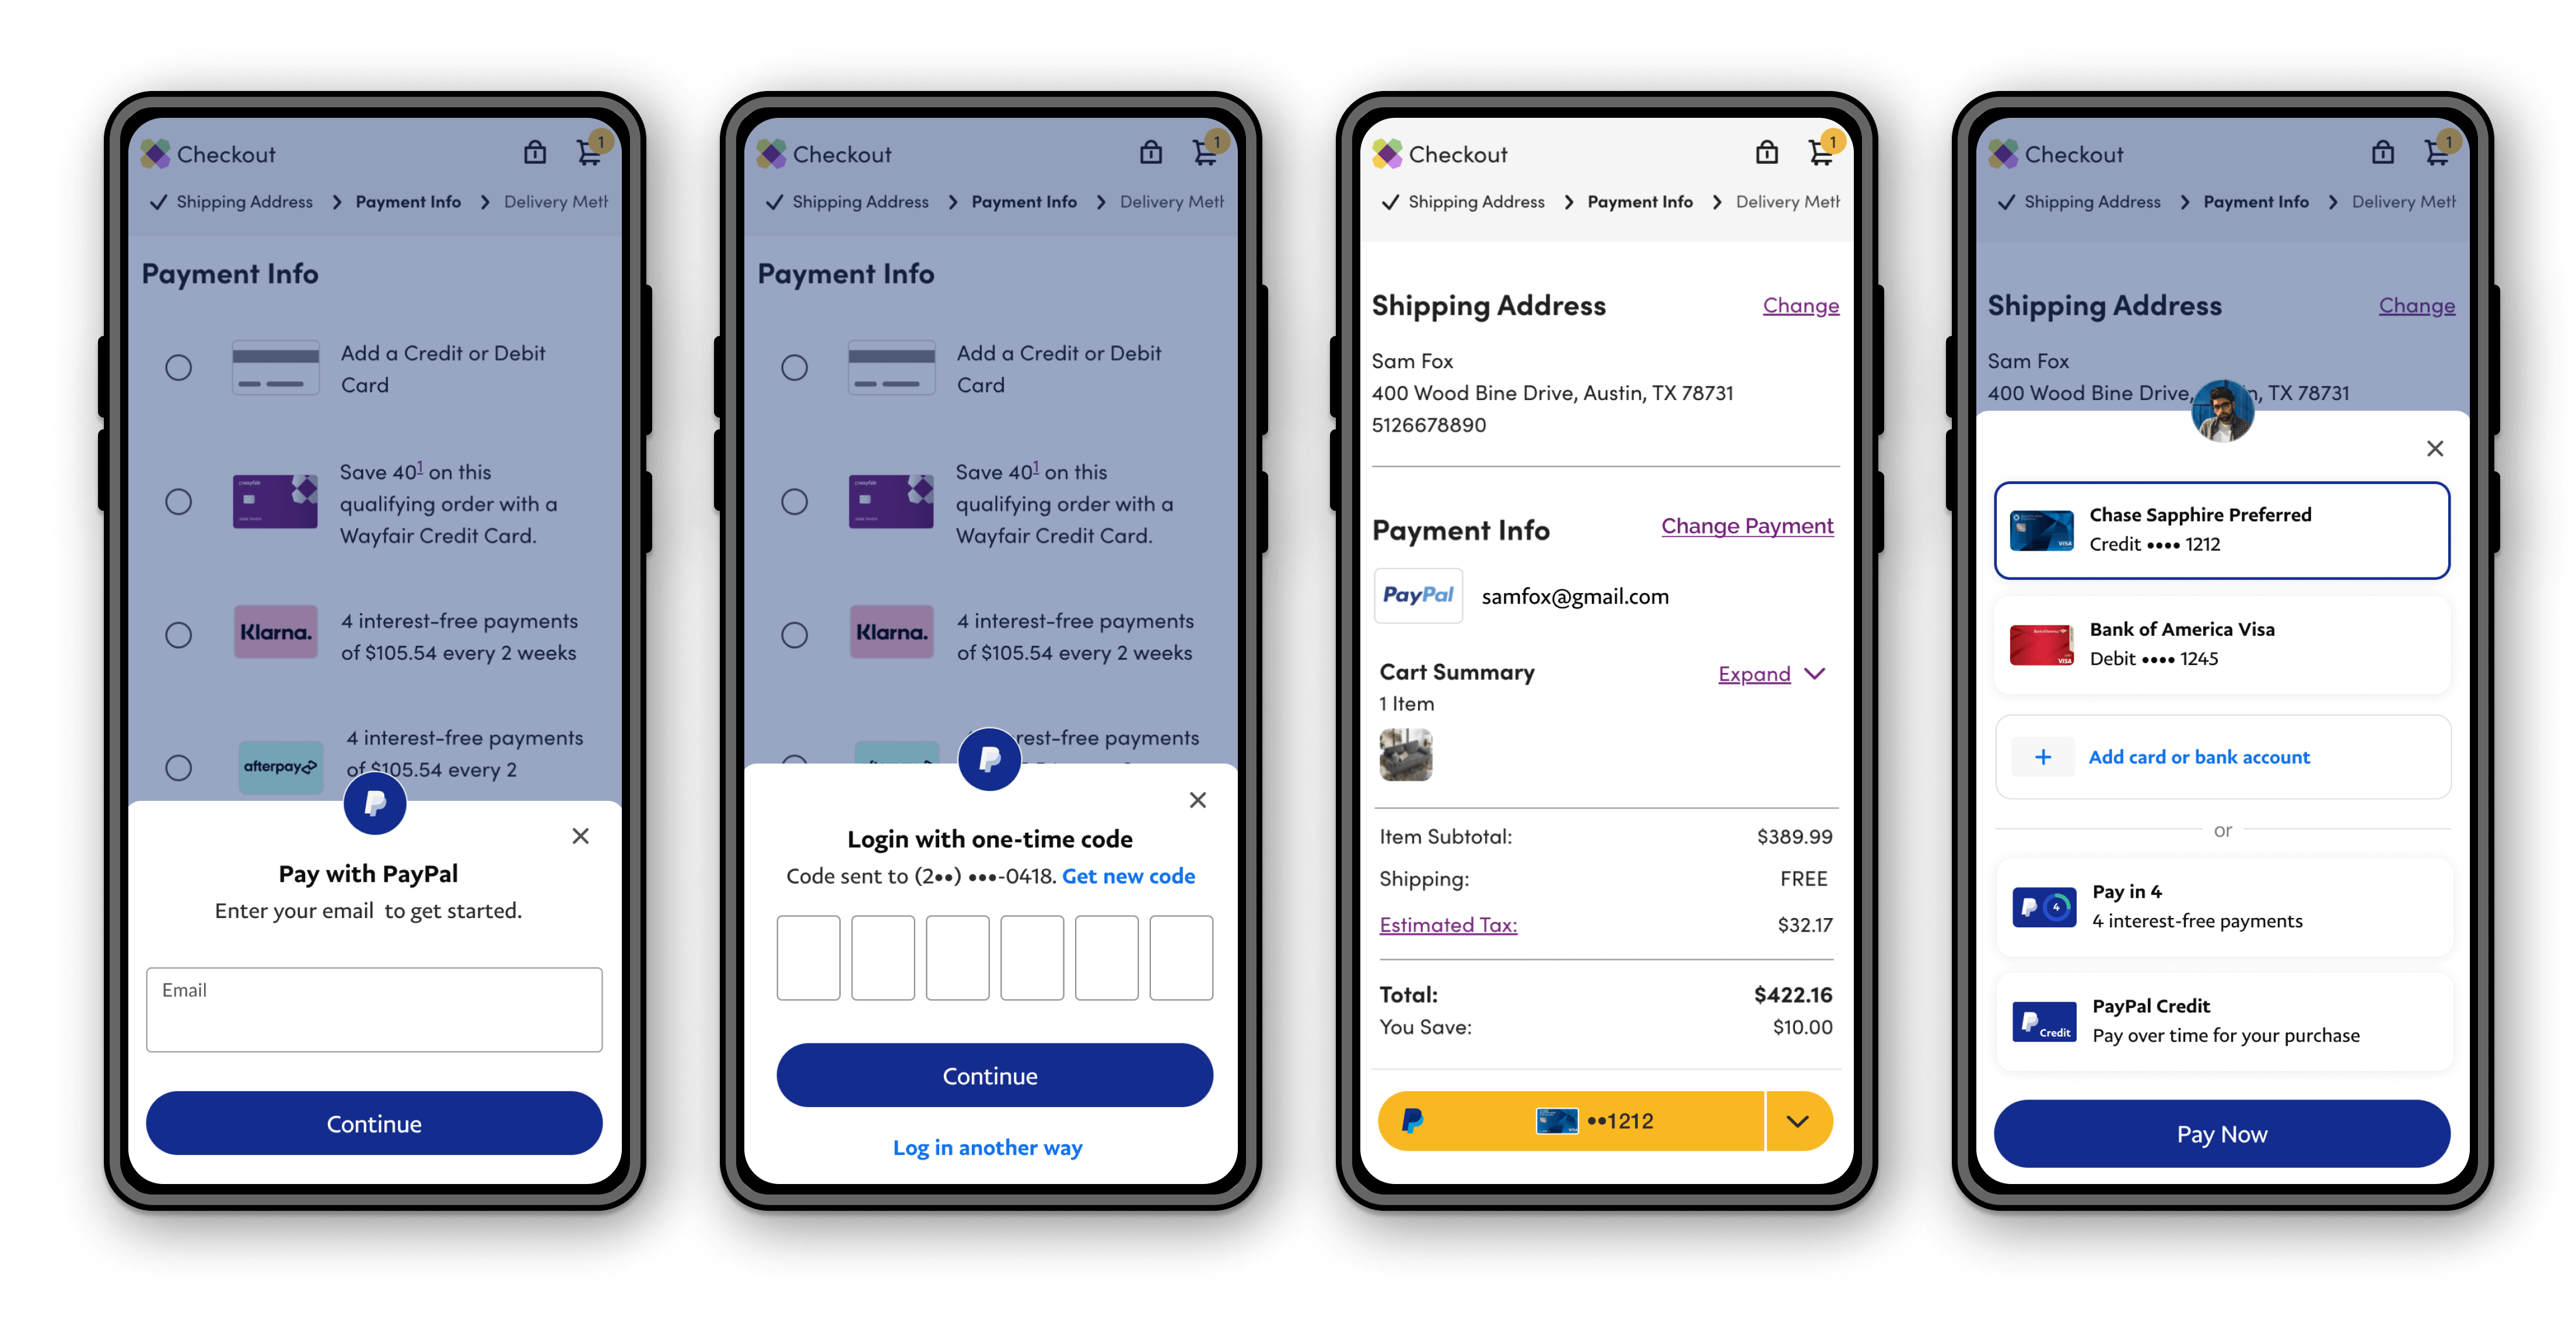 Checkout
1
Shipping Address
Payment Info
Delivery Meth
Payment Info
Add a Credit or Debit
Card
Save 40¹ on this
qualifying order with a
Wayfair Credit Card.
Klarna.
4 interest-free payments
of $105.54 every 2 weeks
afterpay
4 interest-free payments
of $105.54 every 2
Pay with PayPal
Enter your email to get started.
Email
Continue
Checkout
1
Shipping Address
Payment Info
Delivery Meth
Payment Info
Add a Credit or Debit
Card
Save 40¹ on this
qualifying order with a
Wayfair Credit Card.
Klarna.
4 interest-free payments
of $105.54 every 2 weeks
rest-free payments
Login with one-time code
Code sent to (2••) •••-0418. Get new code
Continue
Log in another way
Checkout
1
Shipping Address
Payment Info
Delivery Meth
Shipping Address
Change
Sam Fox
400 Wood Bine Drive, Austin, TX 78731
5126678890
Payment Info
Change Payment
PayPal
samfox@gmail.com
Cart Summary
Expand
1 Item
Item Subtotal:
$389.99
Shipping:
FREE
Estimated Tax:
$32.17
Total:
$422.16
You Save:
$10.00
••1212
Checkout
1
Shipping Address
Payment Info
Delivery Meth
Shipping Address
Change
Sam Fox
400 Wood Bine Drive, n, TX 78731
VISA
Chase Sapphire Preferred
Credit •••• 1212
VISA
Bank of America Visa
Debit •••• 1245
+ Add card or bank account
or
4
Pay in 4
4 interest-free payments
Credit
PayPal Credit
Pay over time for your purchase
Pay Now